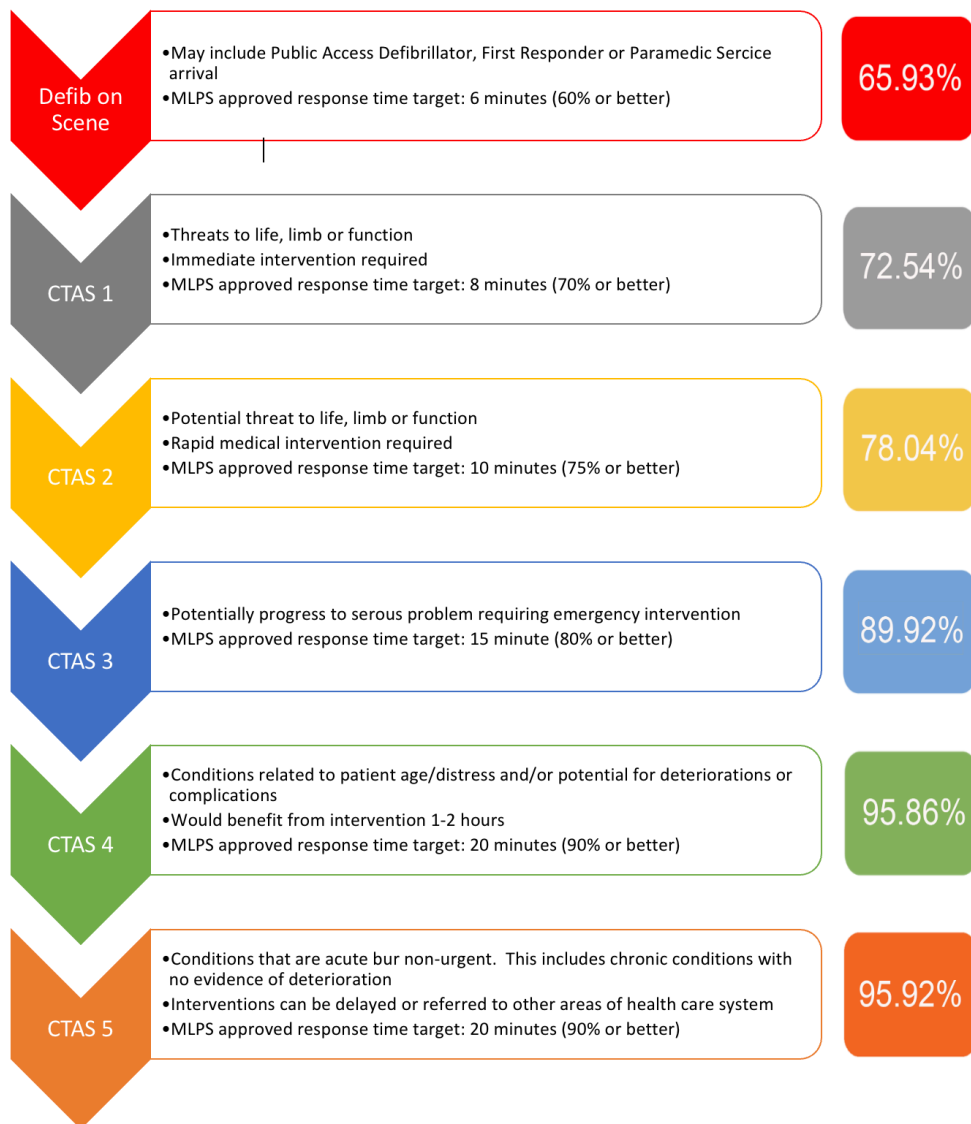 Defib on
Scene
•May include Public Access Defibrillator, First Responder or Paramedic Sercice
arrival
•MLPS approved response time target: 6 minutes (60% or better)
65.93%
CTAS 1
•Threats to life, limb or function
•Immediate intervention required
•MLPS approved response time target: 8 minutes (70% or better)
72.54%
CTAS 2
•Potential threat to life, limb or function
•Rapid medical intervention required
•MLPS approved response time target: 10 minutes (75% or better)
78.04%
CTAS 3
•Potentially progress to serous problem requiring emergency intervention
•MLPS approved response time target: 15 minute (80% or better)
89.92%
CTAS 4
•Conditions related to patient age/distress and/or potential for deteriorations or
complications
•Would benefit from intervention 1-2 hours
•MLPS approved response time target: 20 minutes (90% or better)
95.86%
CTAS 5
•Conditions that are acute bur non-urgent.  This includes chronic conditions with
no evidence of deterioration
•Interventions can be delayed or referred to other areas of health care system
•MLPS approved response time target: 20 minutes (90% or better)
95.92%